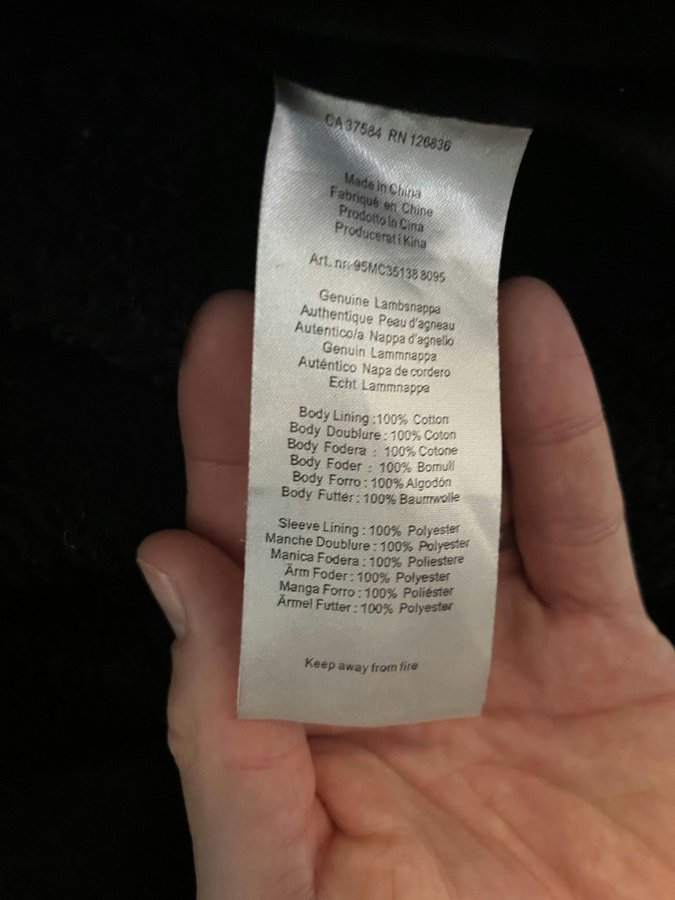 CA 37584 RN 126836
Made in China
Fabriqué en Chine
Prodotto in Cina
Producerat i Kina
Art. nr: 95MC35138 8095
Genuine Lambsnappa
Authentique Peau d'agneau
Autentico/a Nappa d'agnello
Genuin Lammnappa
Auténtico Napa de cordero
Echt Lammnappa
Body Lining :100% Cotton
Body Doublure : 100% Coton
Body Fodera : 100% Cotone
Body Foder : 100% Bomull
Body Forro : 100% Algodón
Body Futter : 100% Baumwolle
Sleeve Lining : 100% Polyester
Manche Doublure : 100% Polyester
Manica Fodera : 100% Poliestere
Ärm Foder : 100% Polyester
Manga Forro : 100% Poliéster
Ärmel Futter : 100% Polyester
Keep away from fire